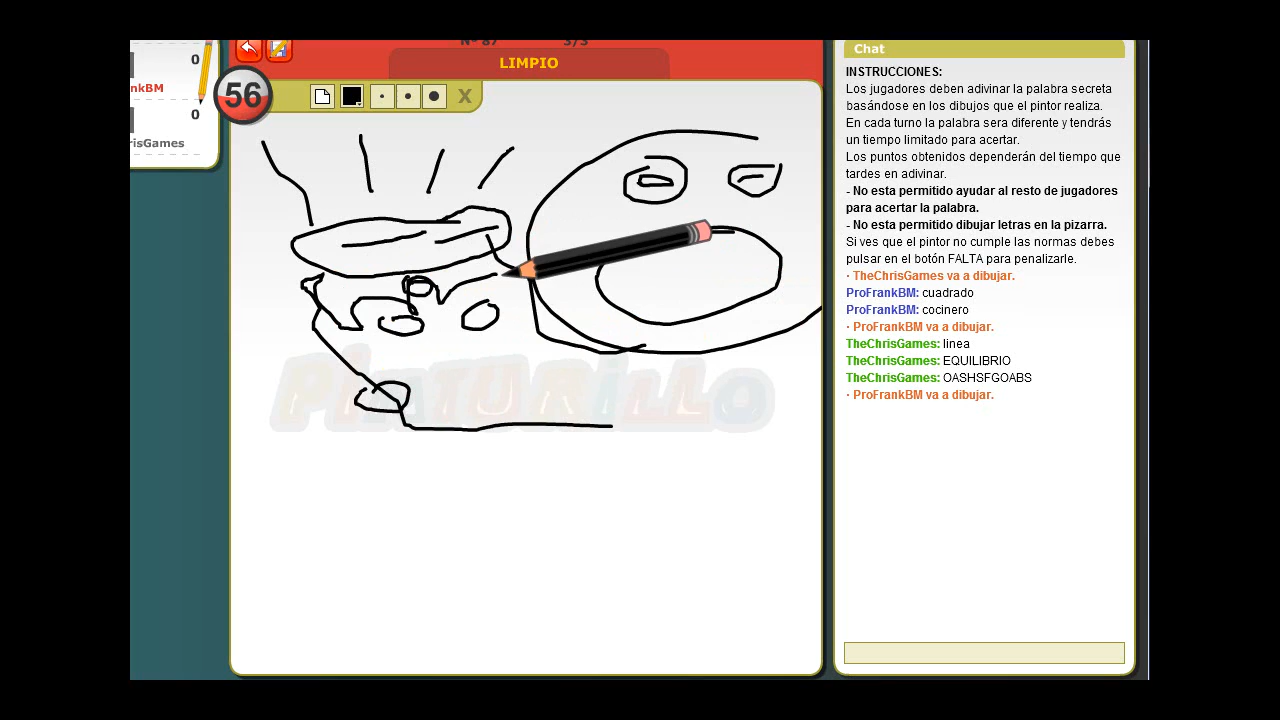 0
nkBM
0
risGames
Nº 87 3/3
LIMPIO
56
X
PINTURILLO
Chat
INSTRUCCIONES:
Los jugadores deben adivinar la palabra secreta
basándose en los dibujos que el pintor realiza.
En cada turno la palabra sera diferente y tendrás
un tiempo limitado para acertar.
Los puntos obtenidos dependerán del tiempo que
tardes en adivinar.
- No esta permitido ayudar al resto de jugadores
para acertar la palabra.
- No esta permitido dibujar letras en la pizarra.
Si ves que el pintor no cumple las normas debes
pulsar en el botón FALTA para penalizarle.
· TheChrisGames va a dibujar.
ProFrankBM: cuadrado
ProFrankBM: cocinero
· ProFrankBM va a dibujar.
TheChrisGames: linea
TheChrisGames: EQUILIBRIO
TheChrisGames: OASHSFGOABS
· ProFrankBM va a dibujar.